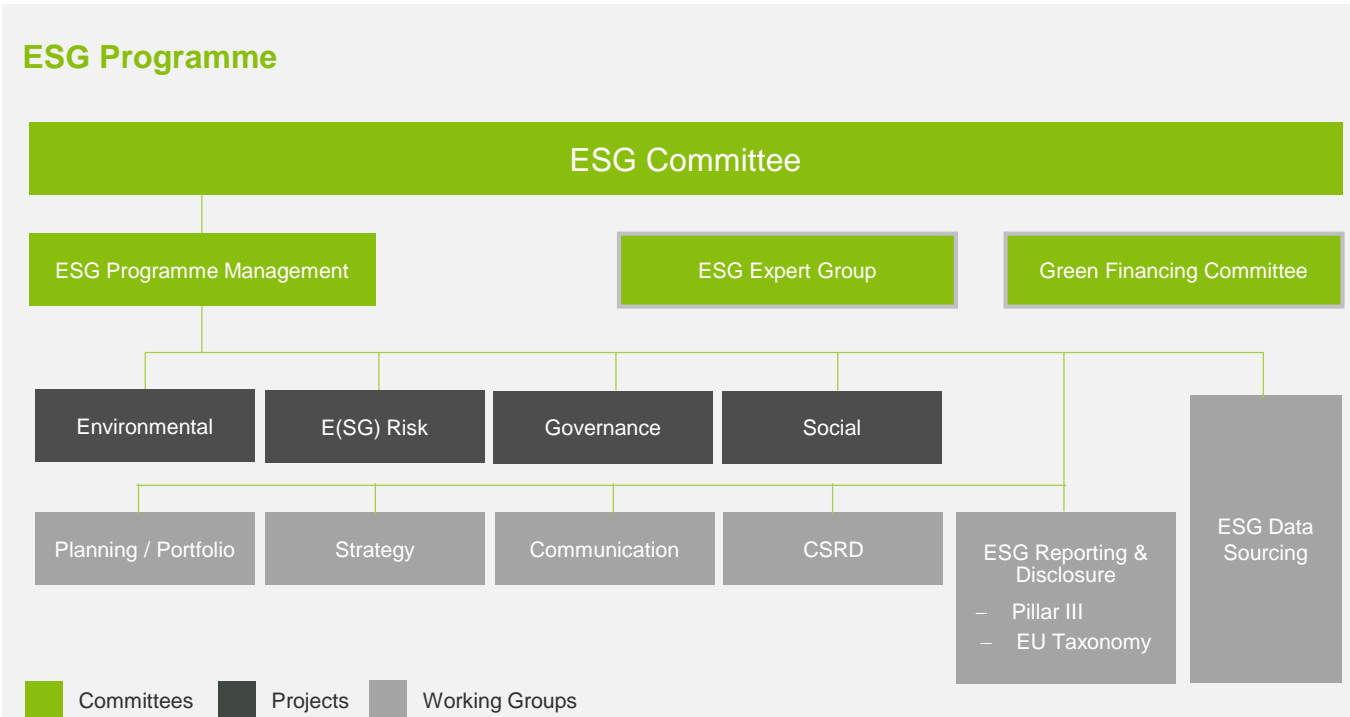 ESG Programme
ESG Committee
ESG Programme Management
ESG Expert Group
Green Financing Committee
Environmental
E(SG) Risk
Governance
Social
Planning / Portfolio
Strategy
Communication
CSRD
ESG Reporting &
Disclosure
– Pillar III
– EU Taxonomy
ESG Data
Sourcing
Committees
Projects
Working Groups